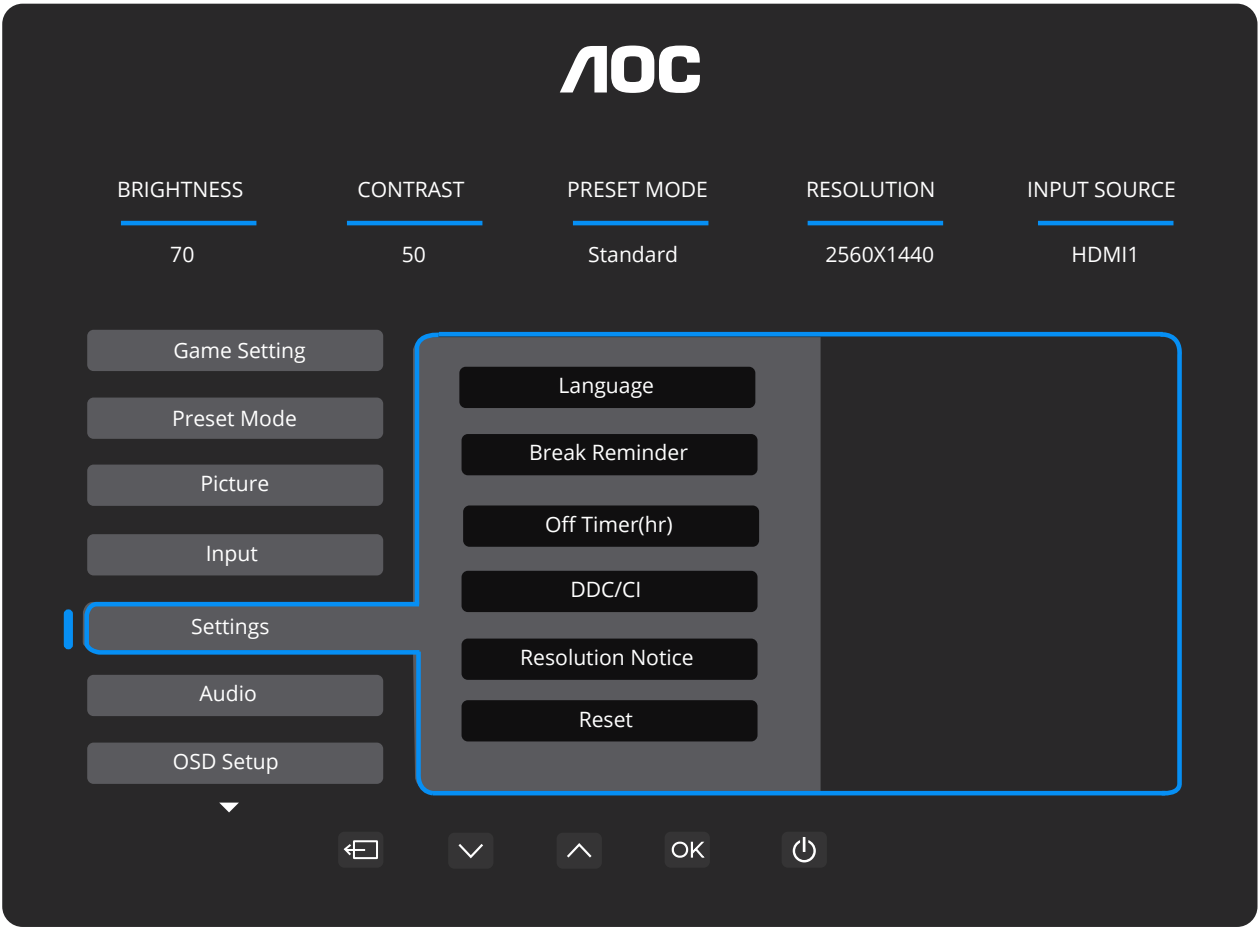 AOC
BRIGHTNESS CONTRAST PRESET MODE RESOLUTION INPUT SOURCE
70 50 Standard 2560X1440 HDMI1
Game Setting
Preset Mode
Picture
Input
Settings
Audio
OSD Setup
Language
Break Reminder
Off Timer(hr)
DDC/CI
Resolution Notice
Reset
OK